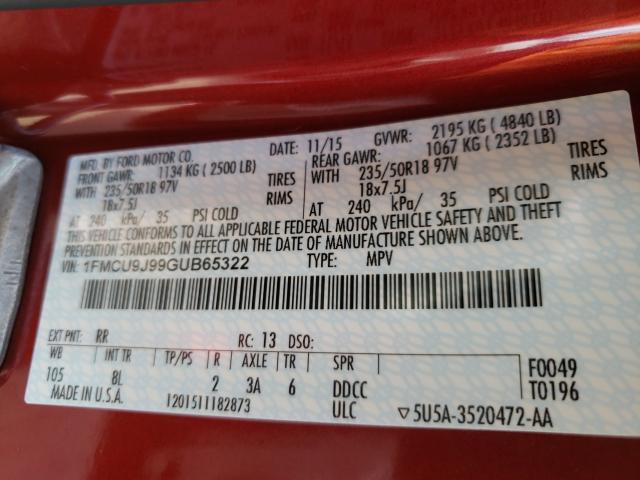 MFD. BY FORD MOTOR CO.
DATE: 11/15 GVWR: 2195 KG ( 4840 LB)
FRONT GAWR: 1134 KG ( 2500 LB) REAR GAWR: 1067 KG ( 2352 LB)
WITH 235/50R18 97V TIRES WITH 235/50R18 97V TIRES
18x7.5J RIMS 18x7.5J RIMS
AT 240 kPa/ 35 PSI COLD AT 240 kPa/ 35 PSI COLD
THIS VEHICLE CONFORMS TO ALL APPLICABLE FEDERAL MOTOR VEHICLE SAFETY AND THEFT
PREVENTION STANDARDS IN EFFECT ON THE DATE OF MANUFACTURE SHOWN ABOVE.
VIN: 1FMCU9J99GUB65322 TYPE: MPV
EXT PNT: RR RC: 13 DSO:
WB INT TR TP/PS R AXLE TR SPR F0049
105 8L 2 3A 6 DDCC T0196
MADE IN U.S.A. 1201511182873 ULC ▽5U5A-3520472-AA